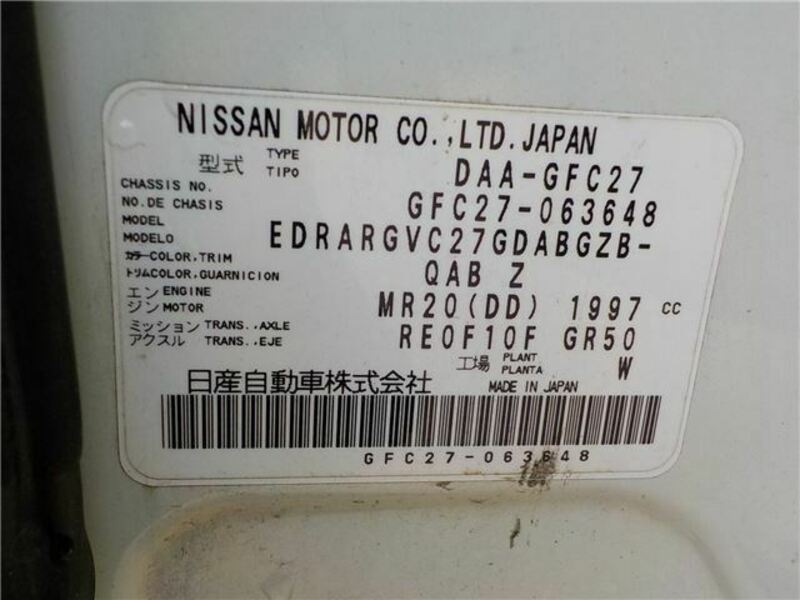 NISSAN MOTOR CO.,LTD.JAPAN
型式 TYPE TIPO DAA-GFC27
CHASSIS NO. NO.DE CHASIS GFC27-063648
MODEL MODELO EDRARGVC27GDABGZB-
カラー COLOR,TRIM トリム COLOR,GUARNICION QAB Z
エンジン ENGINE MOTOR MR20(DD) 1997 CC
ミッション TRANS.,AXLE アクスル TRANS.,EJE RE0F10F GR50
工場 PLANT PLANTA W
日産自動車株式会社 MADE IN JAPAN
GFC27-063648